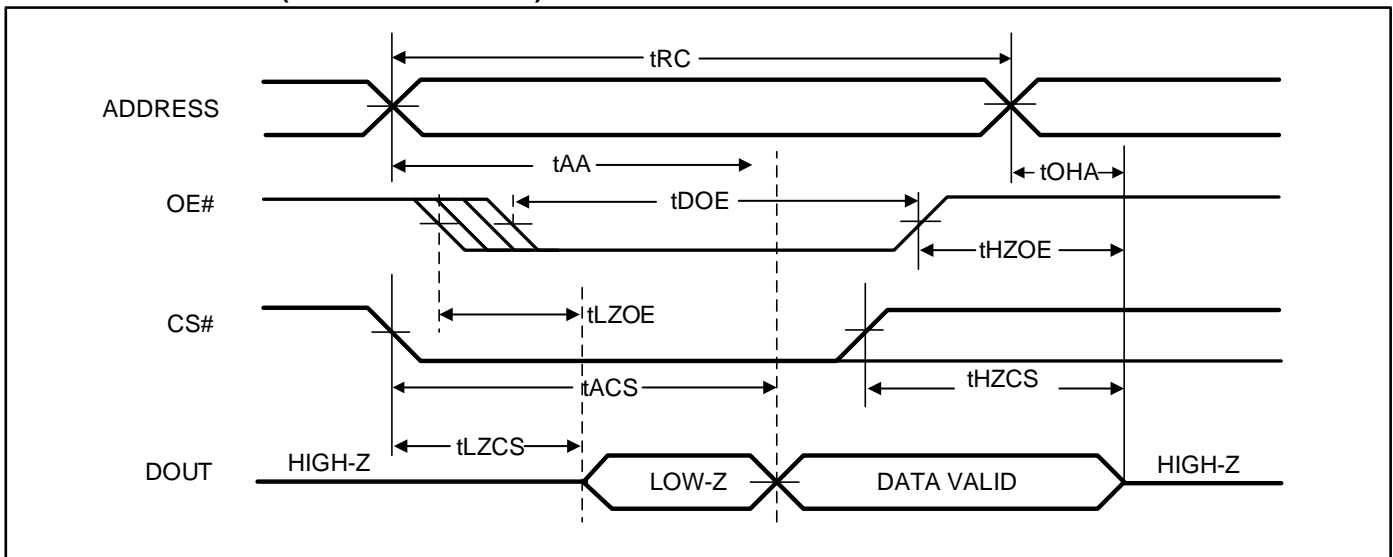 tRC
ADDRESS
tAA
tOHA
OE#
tDOE
tHZOE
CS#
tLZOE
tACS
tHZCS
tLZCS
DOUT
HIGH-Z
LOW-Z
DATA VALID
HIGH-Z